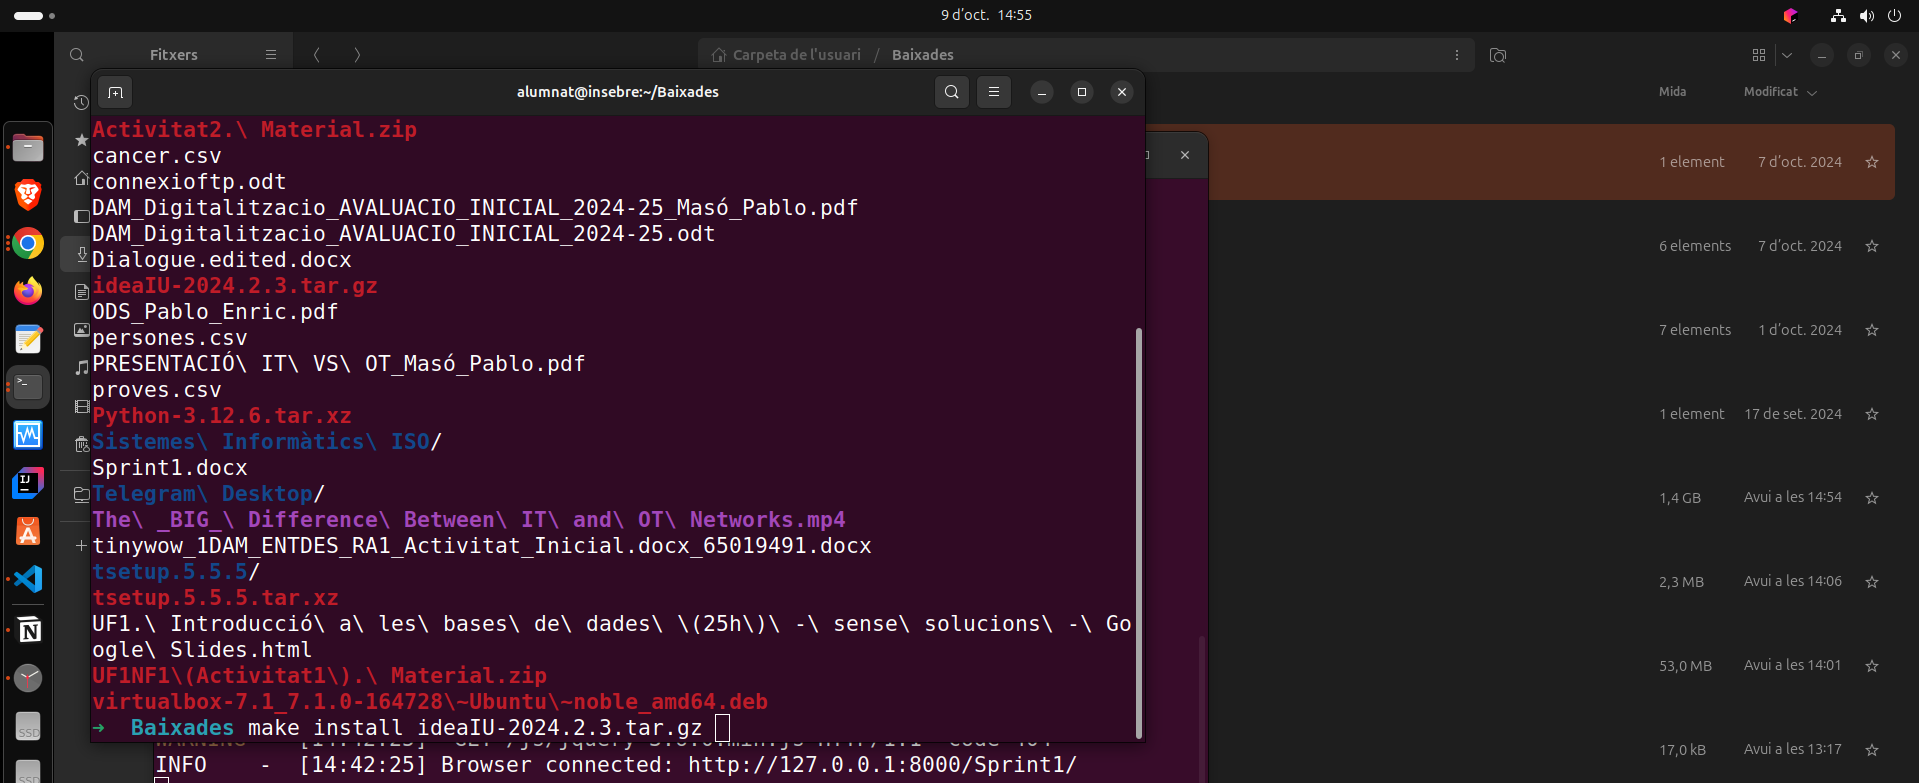 9 d'oct. 14:55
Fitxers
Carpeta de l'usuari / Baixades
alumnat@insebre:~/Baixades
Mida Modificat
Activitat2.\ Material.zip
cancer.csv
connexioftp.odt
DAM_Digitalitzacio_AVALUACIO_INICIAL_2024-25_Masó_Pablo.pdf
DAM_Digitalitzacio_AVALUACIO_INICIAL_2024-25.odt
Dialogue.edited.docx
ideaIU-2024.2.3.tar.gz
ODS_Pablo_Enric.pdf
persones.csv
PRESENTACIÓ\ IT\ VS\ OT_Masó_Pablo.pdf
proves.csv
Python-3.12.6.tar.xz
Sistemes\ Informàtics\ ISO/
Sprint1.docx
Telegram\ Desktop/
The\ _BIG_\ Difference\ Between\ IT\ and\ OT\ Networks.mp4
tinywow_1DAM_ENTDES_RA1_Activitat_Inicial.docx_65019491.docx
tsetup.5.5.5/
tsetup.5.5.5.tar.xz
UF1.\ Introducció\ a\ les\ bases\ de\ dades\ \(25h\)\ -\ sense\ solucions\ -\ Go
ogle\ Slides.html
UF1NF1\(Activitat1\).\ Material.zip
virtualbox-7.1_7.1.0-164728\~Ubuntu\~noble_amd64.deb
➜ Baixades make install ideaIU-2024.2.3.tar.gz
INFO - [14:42:25] Browser connected: http://127.0.0.1:8000/Sprint1/
1 element 7 d'oct. 2024
6 elements 7 d'oct. 2024
7 elements 1 d'oct. 2024
1 element 17 de set. 2024
1,4 GB Avui a les 14:54
2,3 MB Avui a les 14:06
53,0 MB Avui a les 14:01
17,0 kB Avui a les 13:17
IJ
SSD
SSD